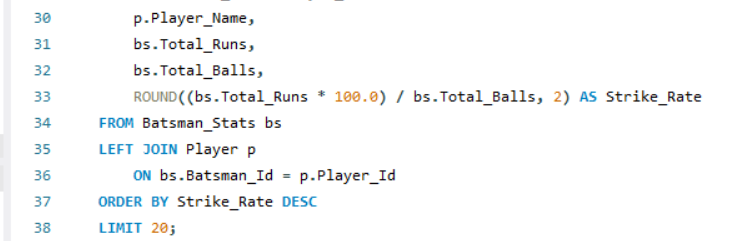 30 p.Player_Name,
31 bs.Total_Runs,
32 bs.Total_Balls,
33 ROUND((bs.Total_Runs * 100.0) / bs.Total_Balls, 2) AS Strike_Rate
34 FROM Batsman_Stats bs
35 LEFT JOIN Player p
36 ON bs.Batsman_Id = p.Player_Id
37 ORDER BY Strike_Rate DESC
38 LIMIT 20;